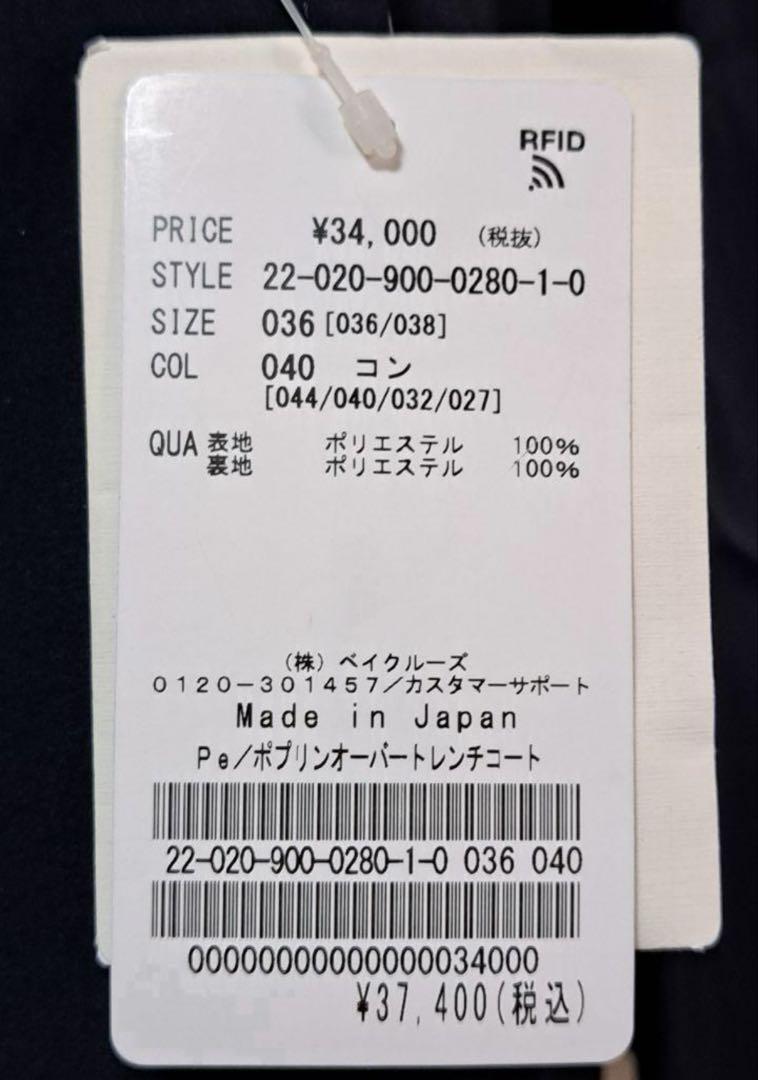 RFID
PRICE ¥34,000 (税抜)
STYLE 22-020-900-0280-1-0
SIZE 036 [036/038]
COL 040 コン
[044/040/032/027]
QUA 表地 ポリエステル 100%
裏地 ポリエステル 100%
(株)ベイクルーズ
0120-301457/カスタマーサポート
Made in Japan
Pe/ポプリンオーバートレンチコート
22-020-900-0280-1-0 036 040
00000000000000034000
¥37,400(税込)